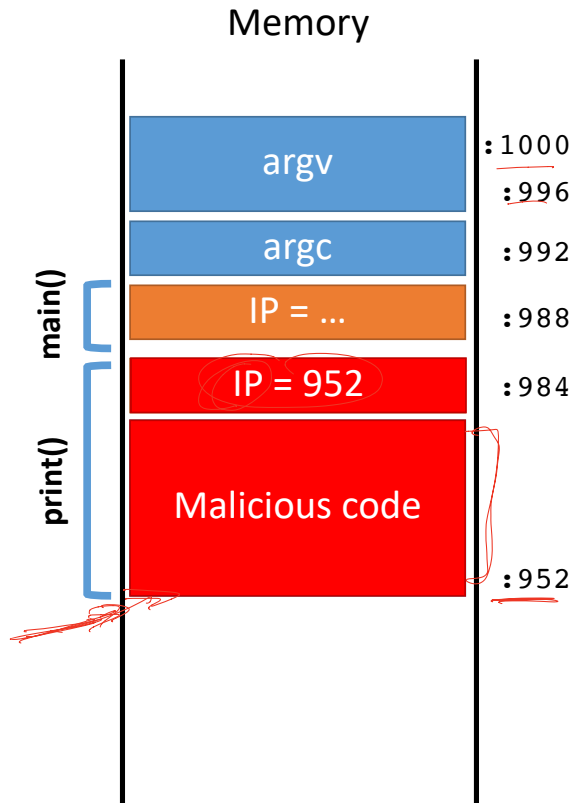 Memory
argv
:1000
:996
argc
:992
main()
IP = ...
:988
IP = 952
:984
print()
Malicious code
:952